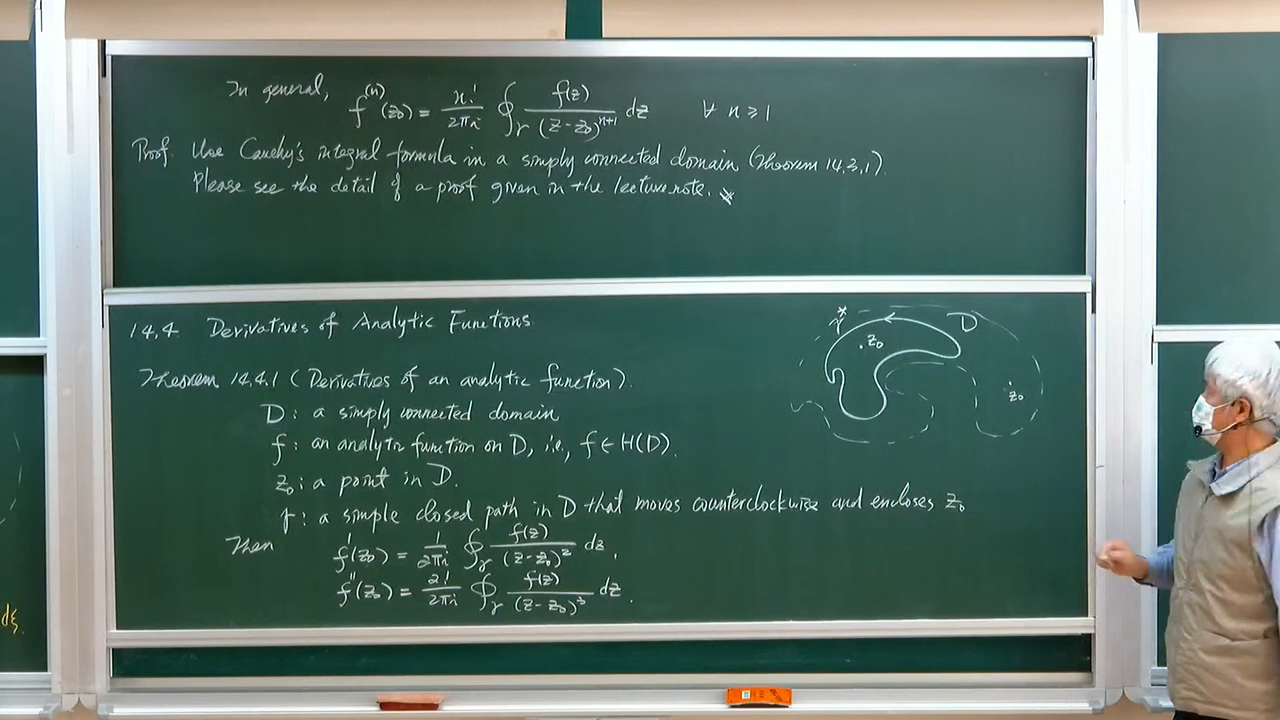 In general, f⁽ⁿ⁾(z₀) = n!/2πi ∮_γ f(z)/(z-z₀)ⁿ⁺¹ dz ∀ n ≥ 1
Proof. Use Cauchy's integral formula in a simply connected domain (Theorem 14.3.1).
Please see the detail of a proof given in the lecture note. ※
14.4 Derivatives of Analytic Functions
Theorem 14.4.1 (Derivatives of an analytic function).
D: a simply connected domain
f: an analytic function on D, i.e., f ∈ H(D).
z₀: a point in D.
γ: a simple closed path in D that moves counterclockwise and encloses z₀
Then f'(z₀) = 1/2πi ∮_γ f(z)/(z-z₀)² dz,
f''(z₀) = 2!/2πi ∮_γ f(z)/(z-z₀)³ dz.
γ*
D
z₀
z₀
dξ